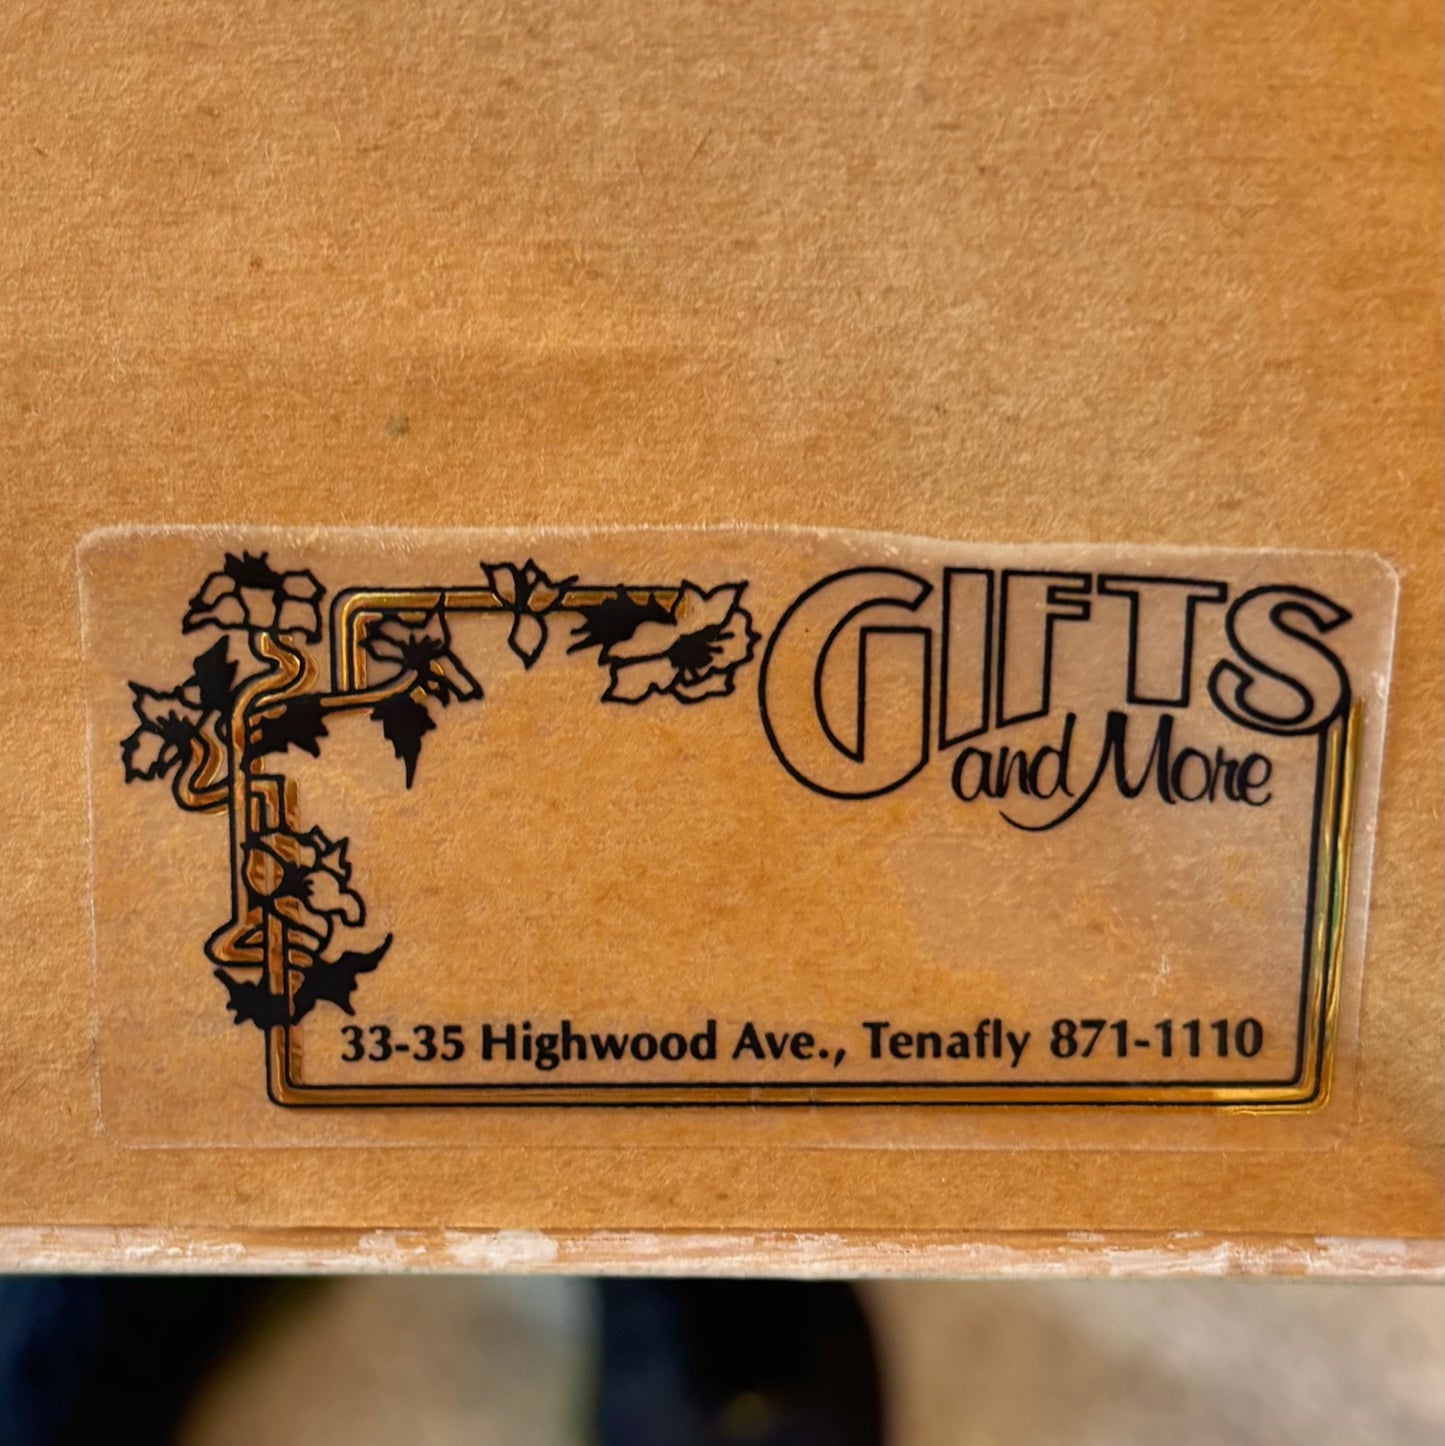 GIFTS
and More
33-35 Highwood Ave., Tenafly 871-1110